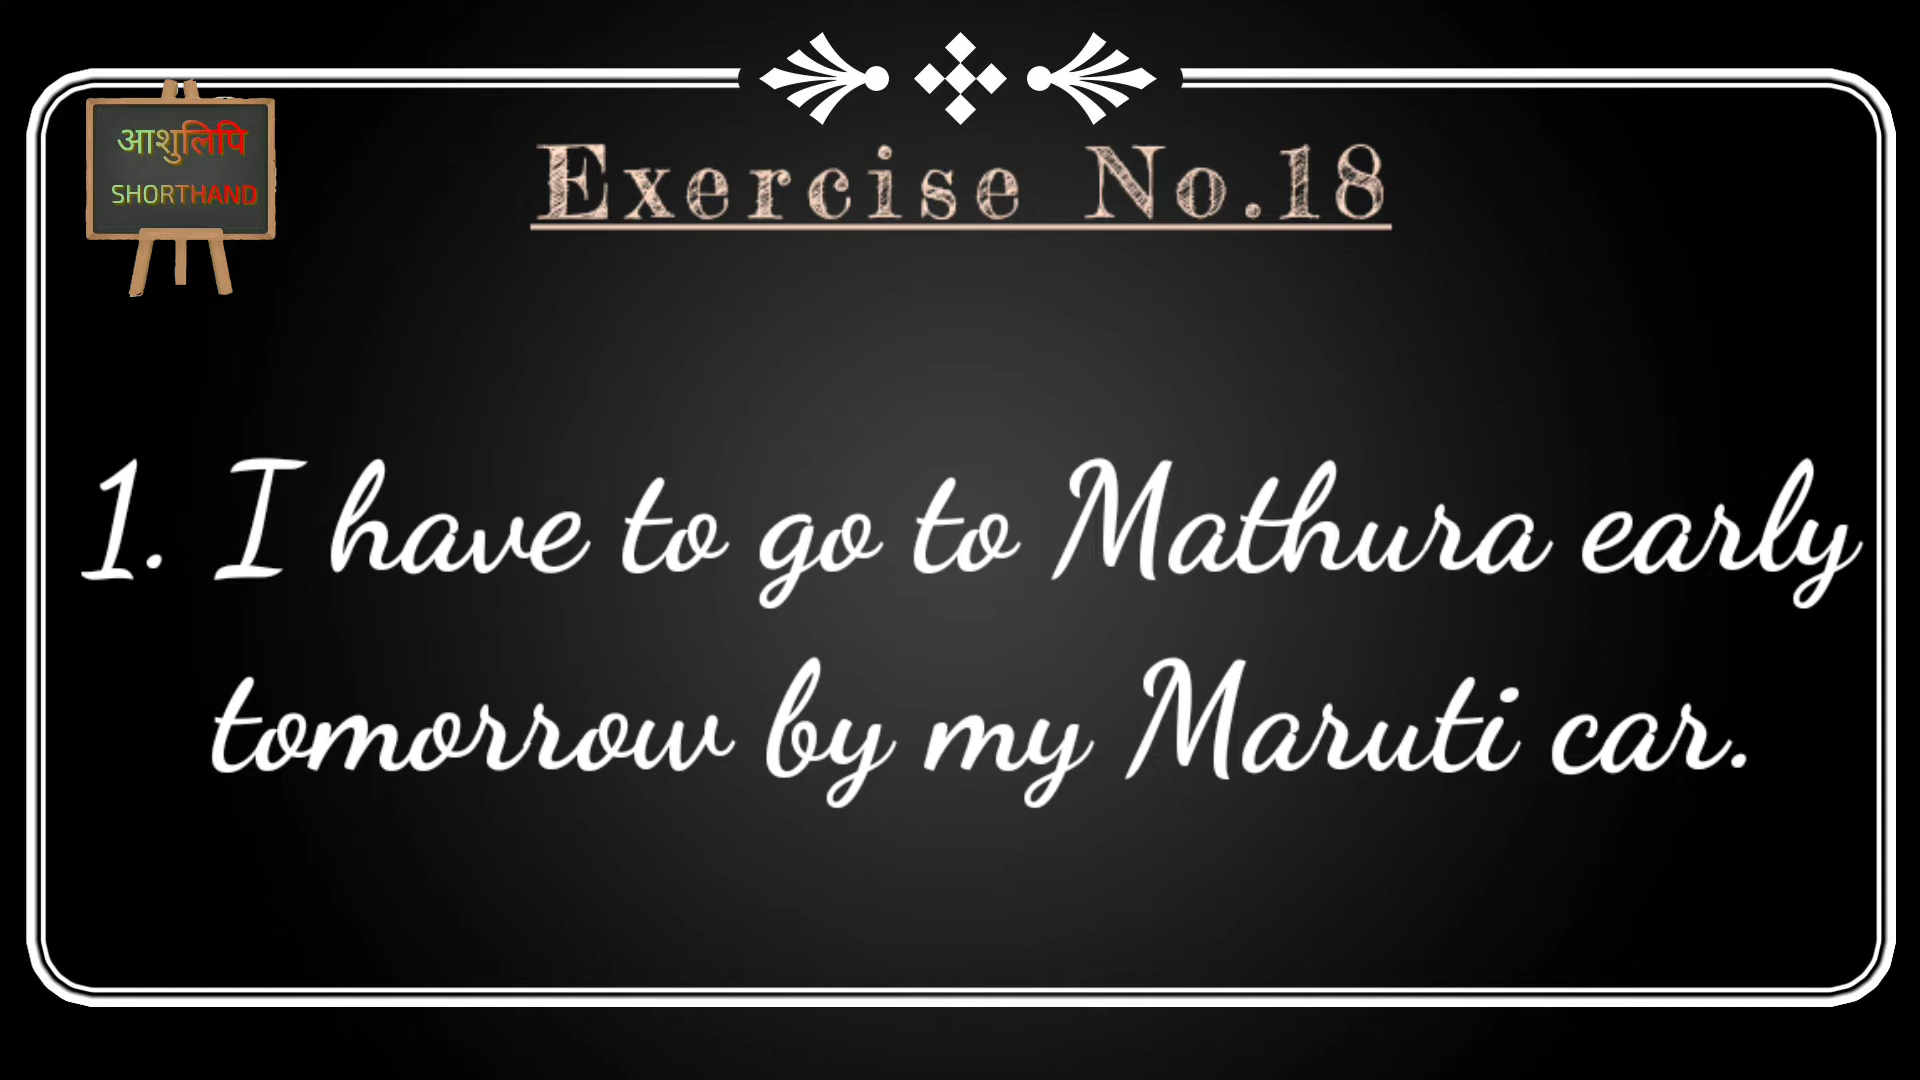 आशुलिपि
SHORTHAND
Exercise No.18
1. I have to go to Mathura early
tomorrow by my Maruti car.